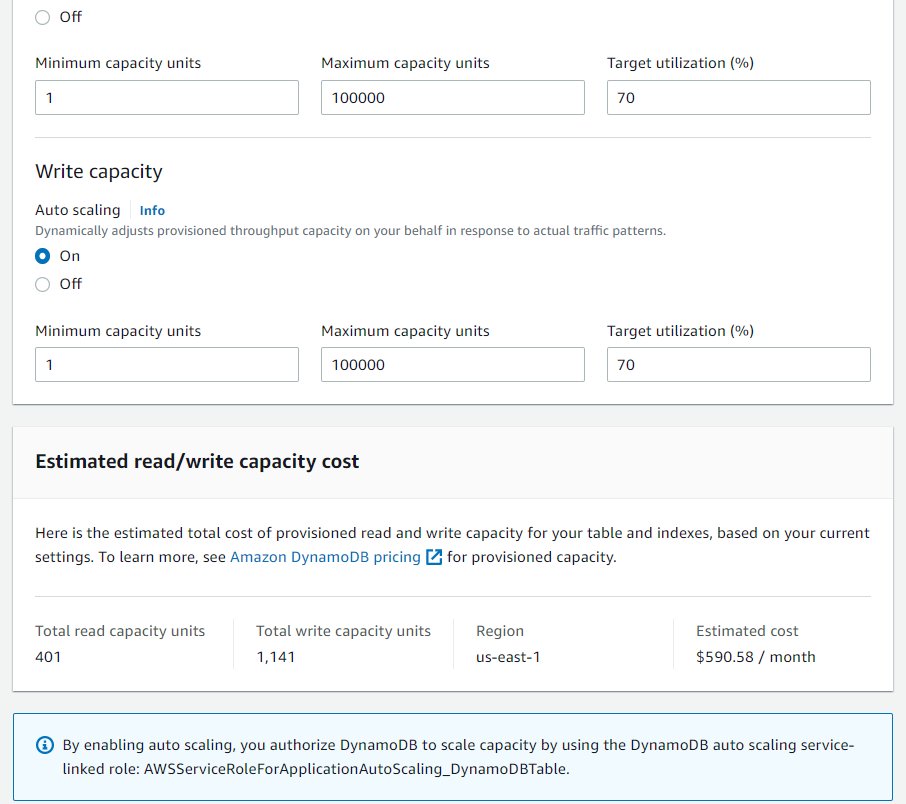 Off
Minimum capacity units Maximum capacity units Target utilization (%)
1 100000 70
Write capacity
Auto scaling Info
Dynamically adjusts provisioned throughput capacity on your behalf in response to actual traffic patterns.
On
Off
Minimum capacity units Maximum capacity units Target utilization (%)
1 100000 70
Estimated read/write capacity cost
Here is the estimated total cost of provisioned read and write capacity for your table and indexes, based on your current
settings. To learn more, see Amazon DynamoDB pricing for provisioned capacity.
Total read capacity units Total write capacity units Region Estimated cost
401 1,141 us-east-1 $590.58 / month
By enabling auto scaling, you authorize DynamoDB to scale capacity by using the DynamoDB auto scaling service-
linked role: AWSServiceRoleForApplicationAutoScaling_DynamoDBTable.